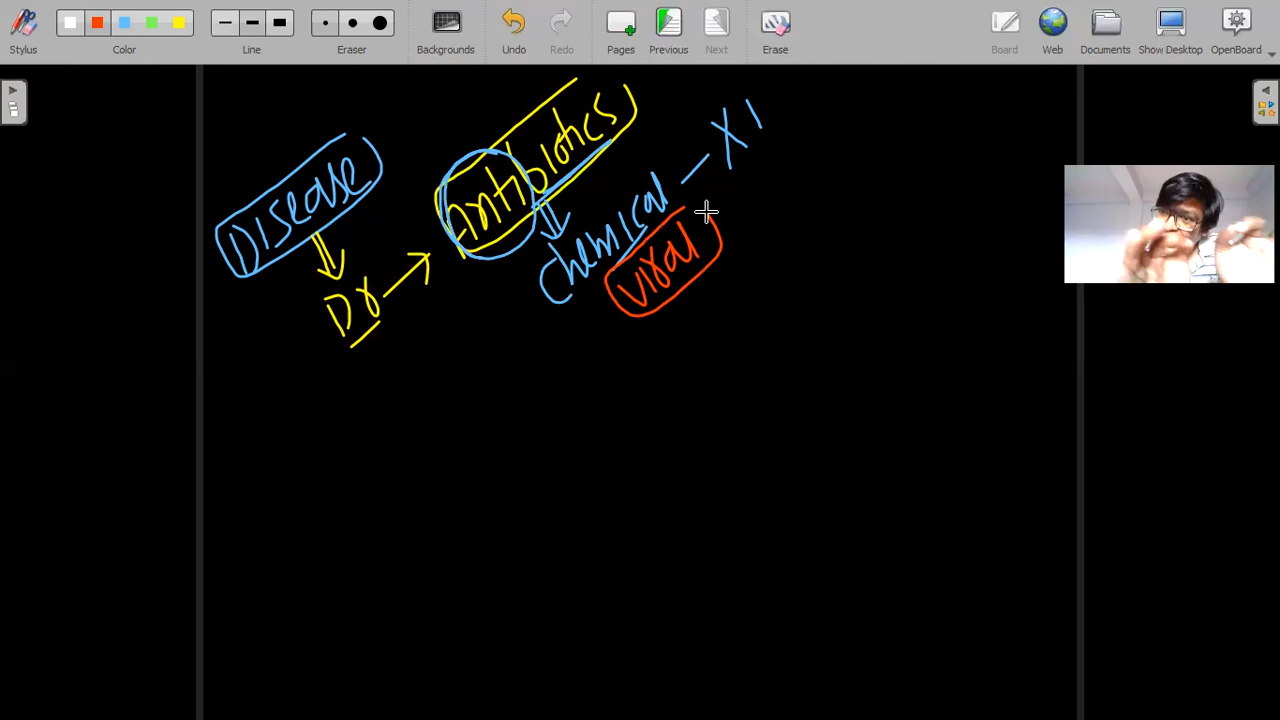 Stylus
Color
Line
Eraser
Backgrounds
Undo
Redo
Pages
Previous
Next
Erase
Board
Web
Documents
Show Desktop
OpenBoard
Disease
Dr
Antibiotics
chemical - XI
viral